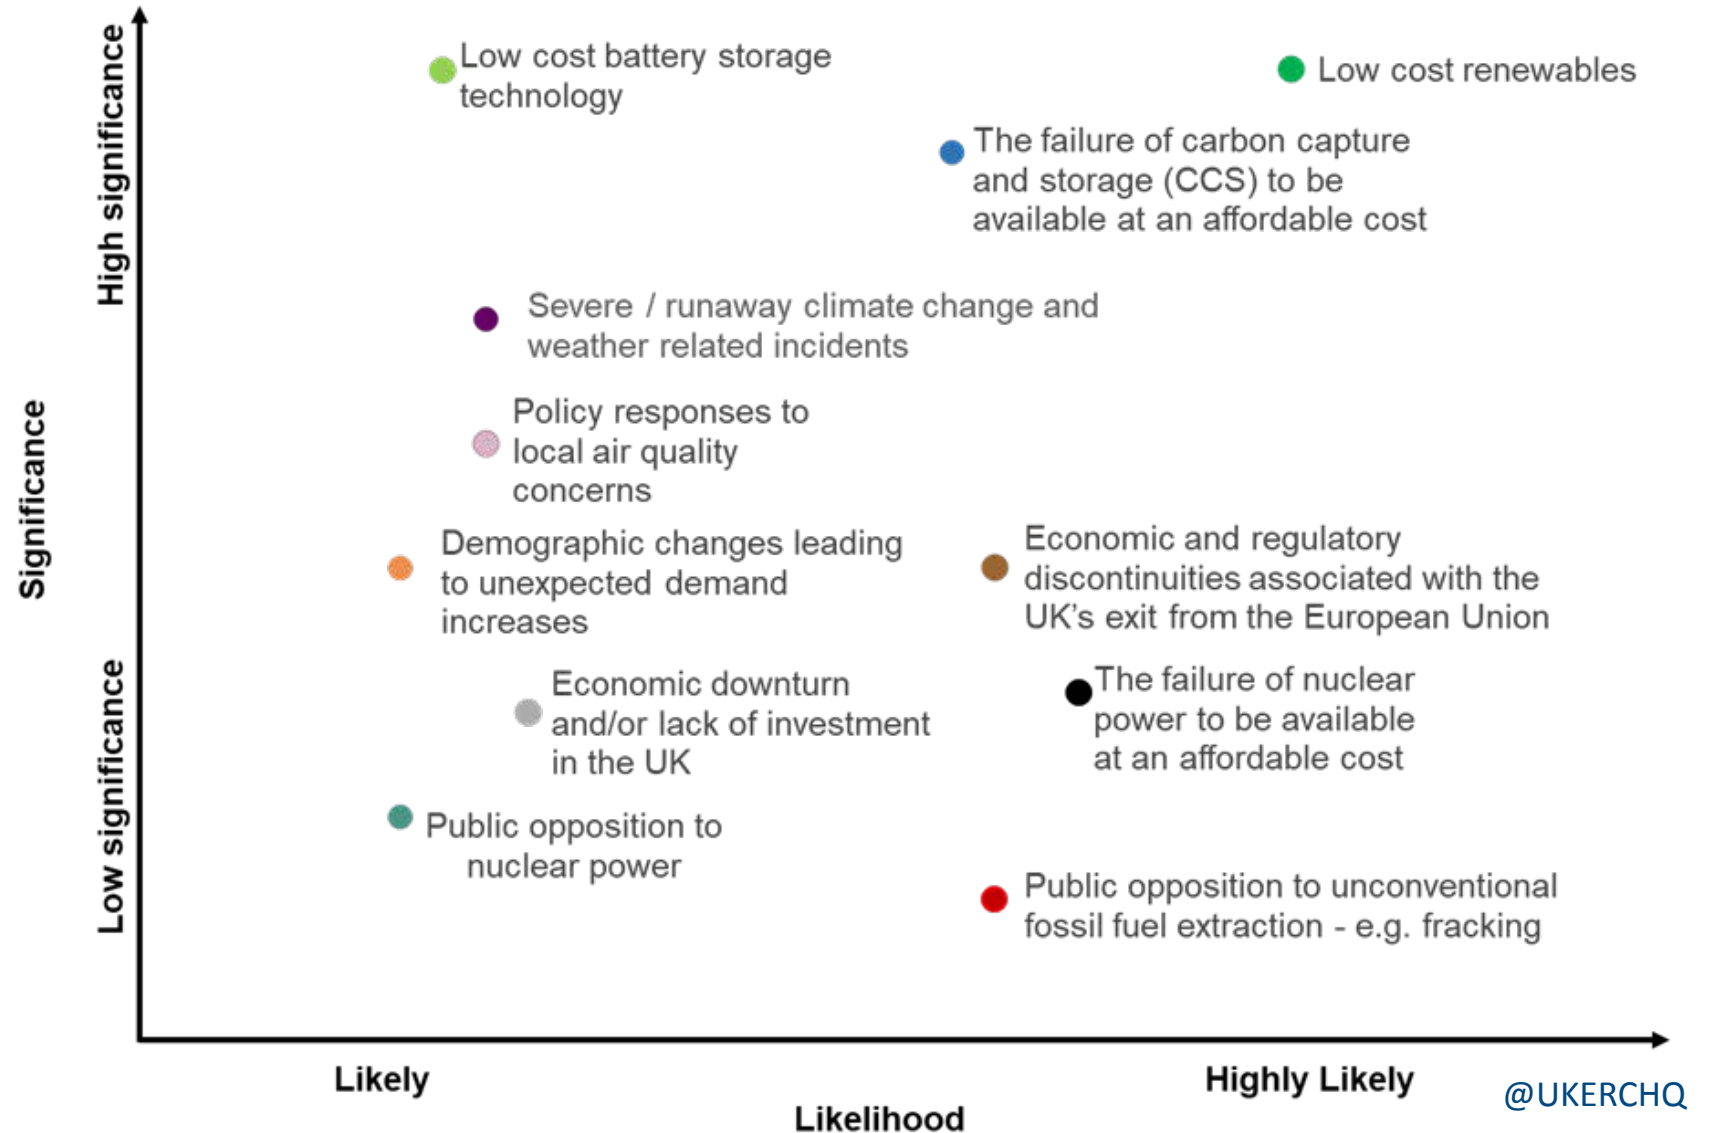 High significance
Low cost battery storage
technology
Low cost renewables
The failure of carbon capture
and storage (CCS) to be
available at an affordable cost
Severe / runaway climate change and
weather related incidents
Policy responses to
local air quality
concerns
Significance
Demographic changes leading
to unexpected demand
increases
Economic and regulatory
discontinuities associated with the
UK’s exit from the European Union
Low significance
Economic downturn
and/or lack of investment
in the UK
The failure of nuclear
power to be available
at an affordable cost
Public opposition to
nuclear power
Public opposition to unconventional
fossil fuel extraction - e.g. fracking
Likely
Highly Likely
Likelihood
@UKERCHQ